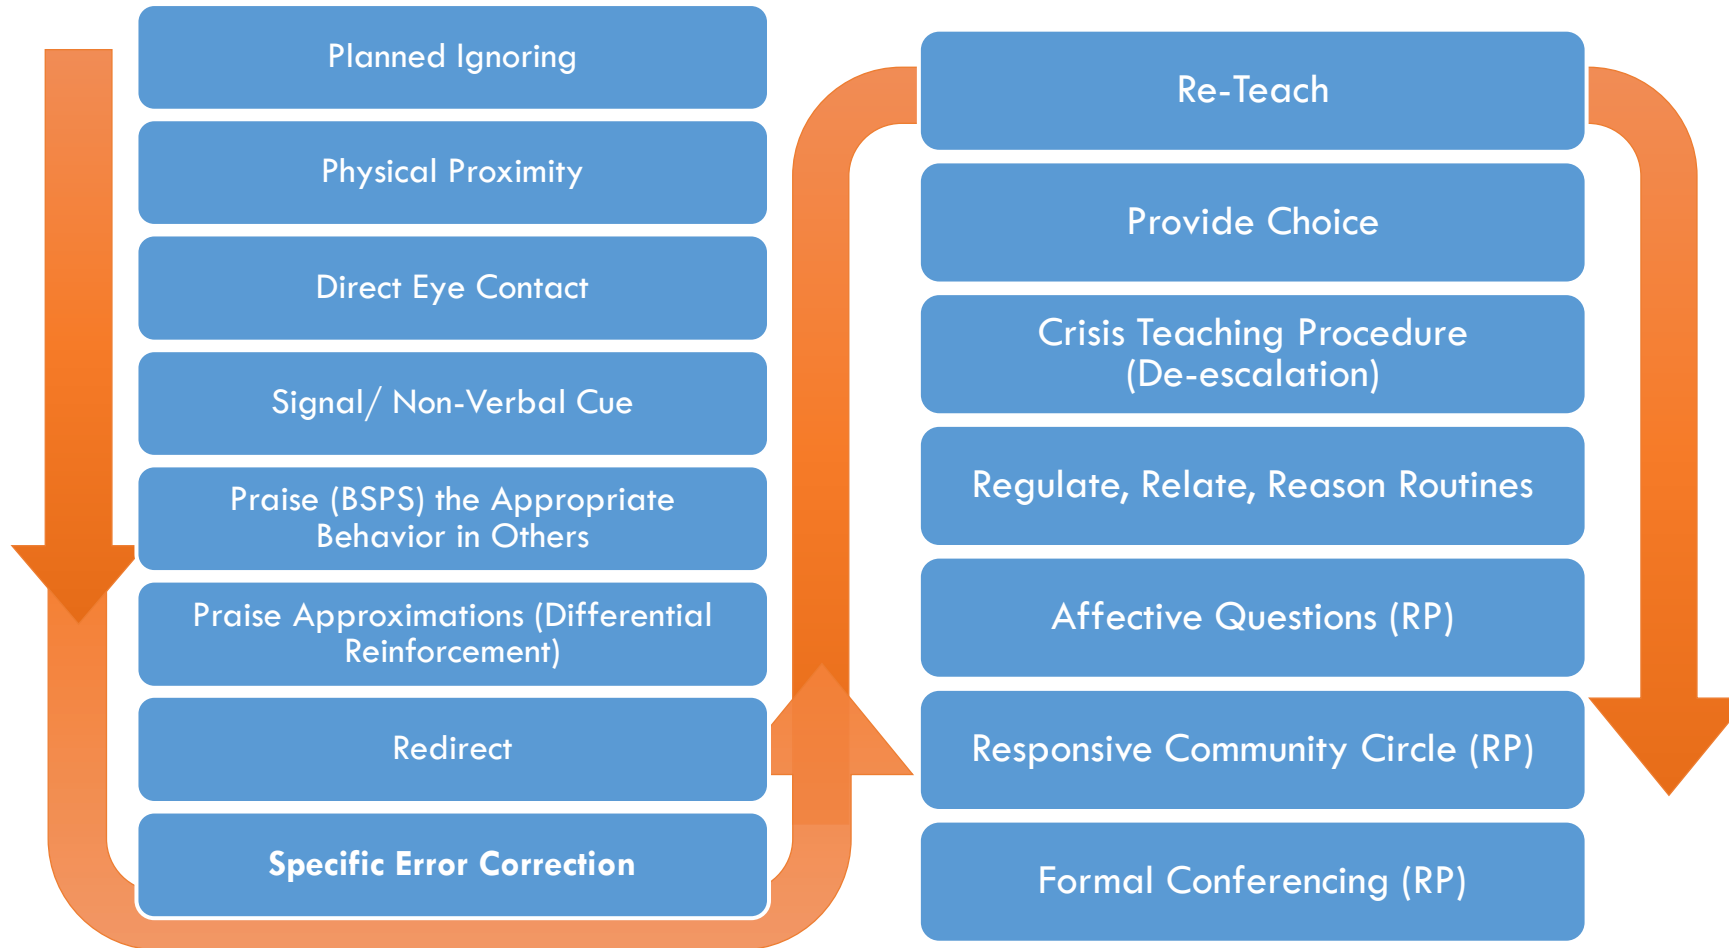 Planned Ignoring
Physical Proximity
Direct Eye Contact
Signal/ Non-Verbal Cue
Praise (BSPS) the Appropriate
Behavior in Others
Praise Approximations (Differential
Reinforcement)
Redirect
Specific Error Correction
Re-Teach
Provide Choice
Crisis Teaching Procedure
(De-escalation)
Regulate, Relate, Reason Routines
Affective Questions (RP)
Responsive Community Circle (RP)
Formal Conferencing (RP)